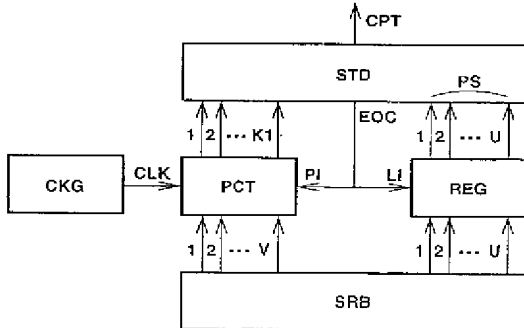 CPT
STD
PS
EOC
1 2 ... K1
1 2 ... U
CKG
CLK
PCT
PI
LI
REG
1 2 ... V
1 2 ... U
SRB